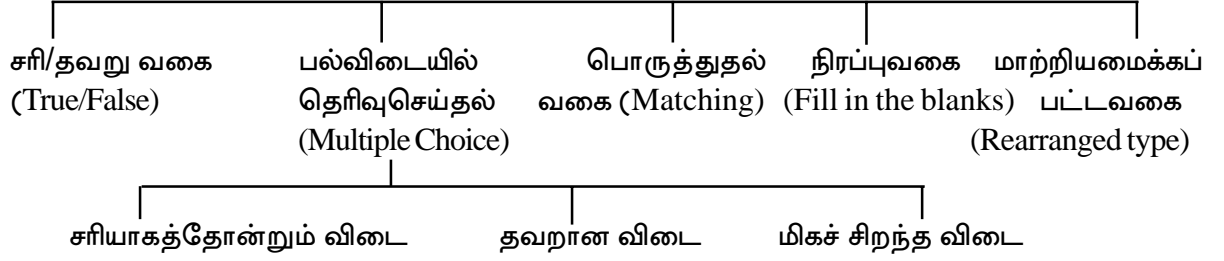 சரி/தவறு வகை பல்விடையில் பொருத்துதல் நிரப்புவகை மாற்றியமைக்கப்
(True/False) தெரிவுசெய்தல் வகை (Matching) (Fill in the blanks) பட்டவகை
(Multiple Choice) (Rearranged type)
சரியாகத்தோன்றும் விடை தவறான விடை மிகச் சிறந்த விடை